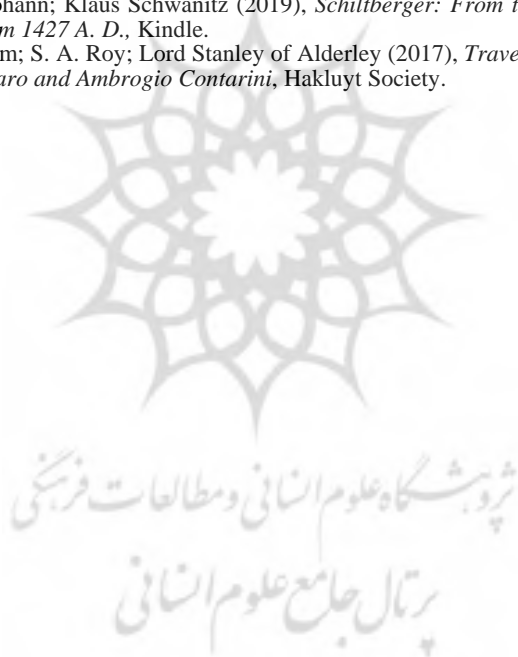 ohann; Klaus Schwanitz (2019), Schiltberger: From t
m 1427 A. D., Kindle.
m; S. A. Roy; Lord Stanley of Alderley (2017), Trave
aro and Ambrogio Contarini, Hakluyt Society.
پژوهشگاه علوم انسانی و مطالعات فرهنگی
پرتال جامع علوم انسانی